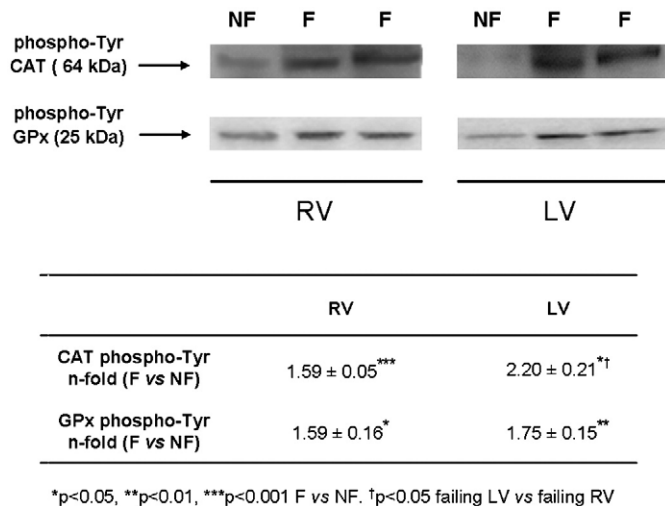 NF F F NF F F
phospho-Tyr
CAT ( 64 kDa)
phospho-Tyr
GPx (25 kDa)
RV LV
RV LV
CAT phospho-Tyr
n-fold (F vs NF)
1.59 ± 0.05*** 2.20 ± 0.21*†
GPx phospho-Tyr
n-fold (F vs NF)
1.59 ± 0.16* 1.75 ± 0.15**
*p<0.05, **p<0.01, ***p<0.001 F vs NF. †p<0.05 failing LV vs failing RV